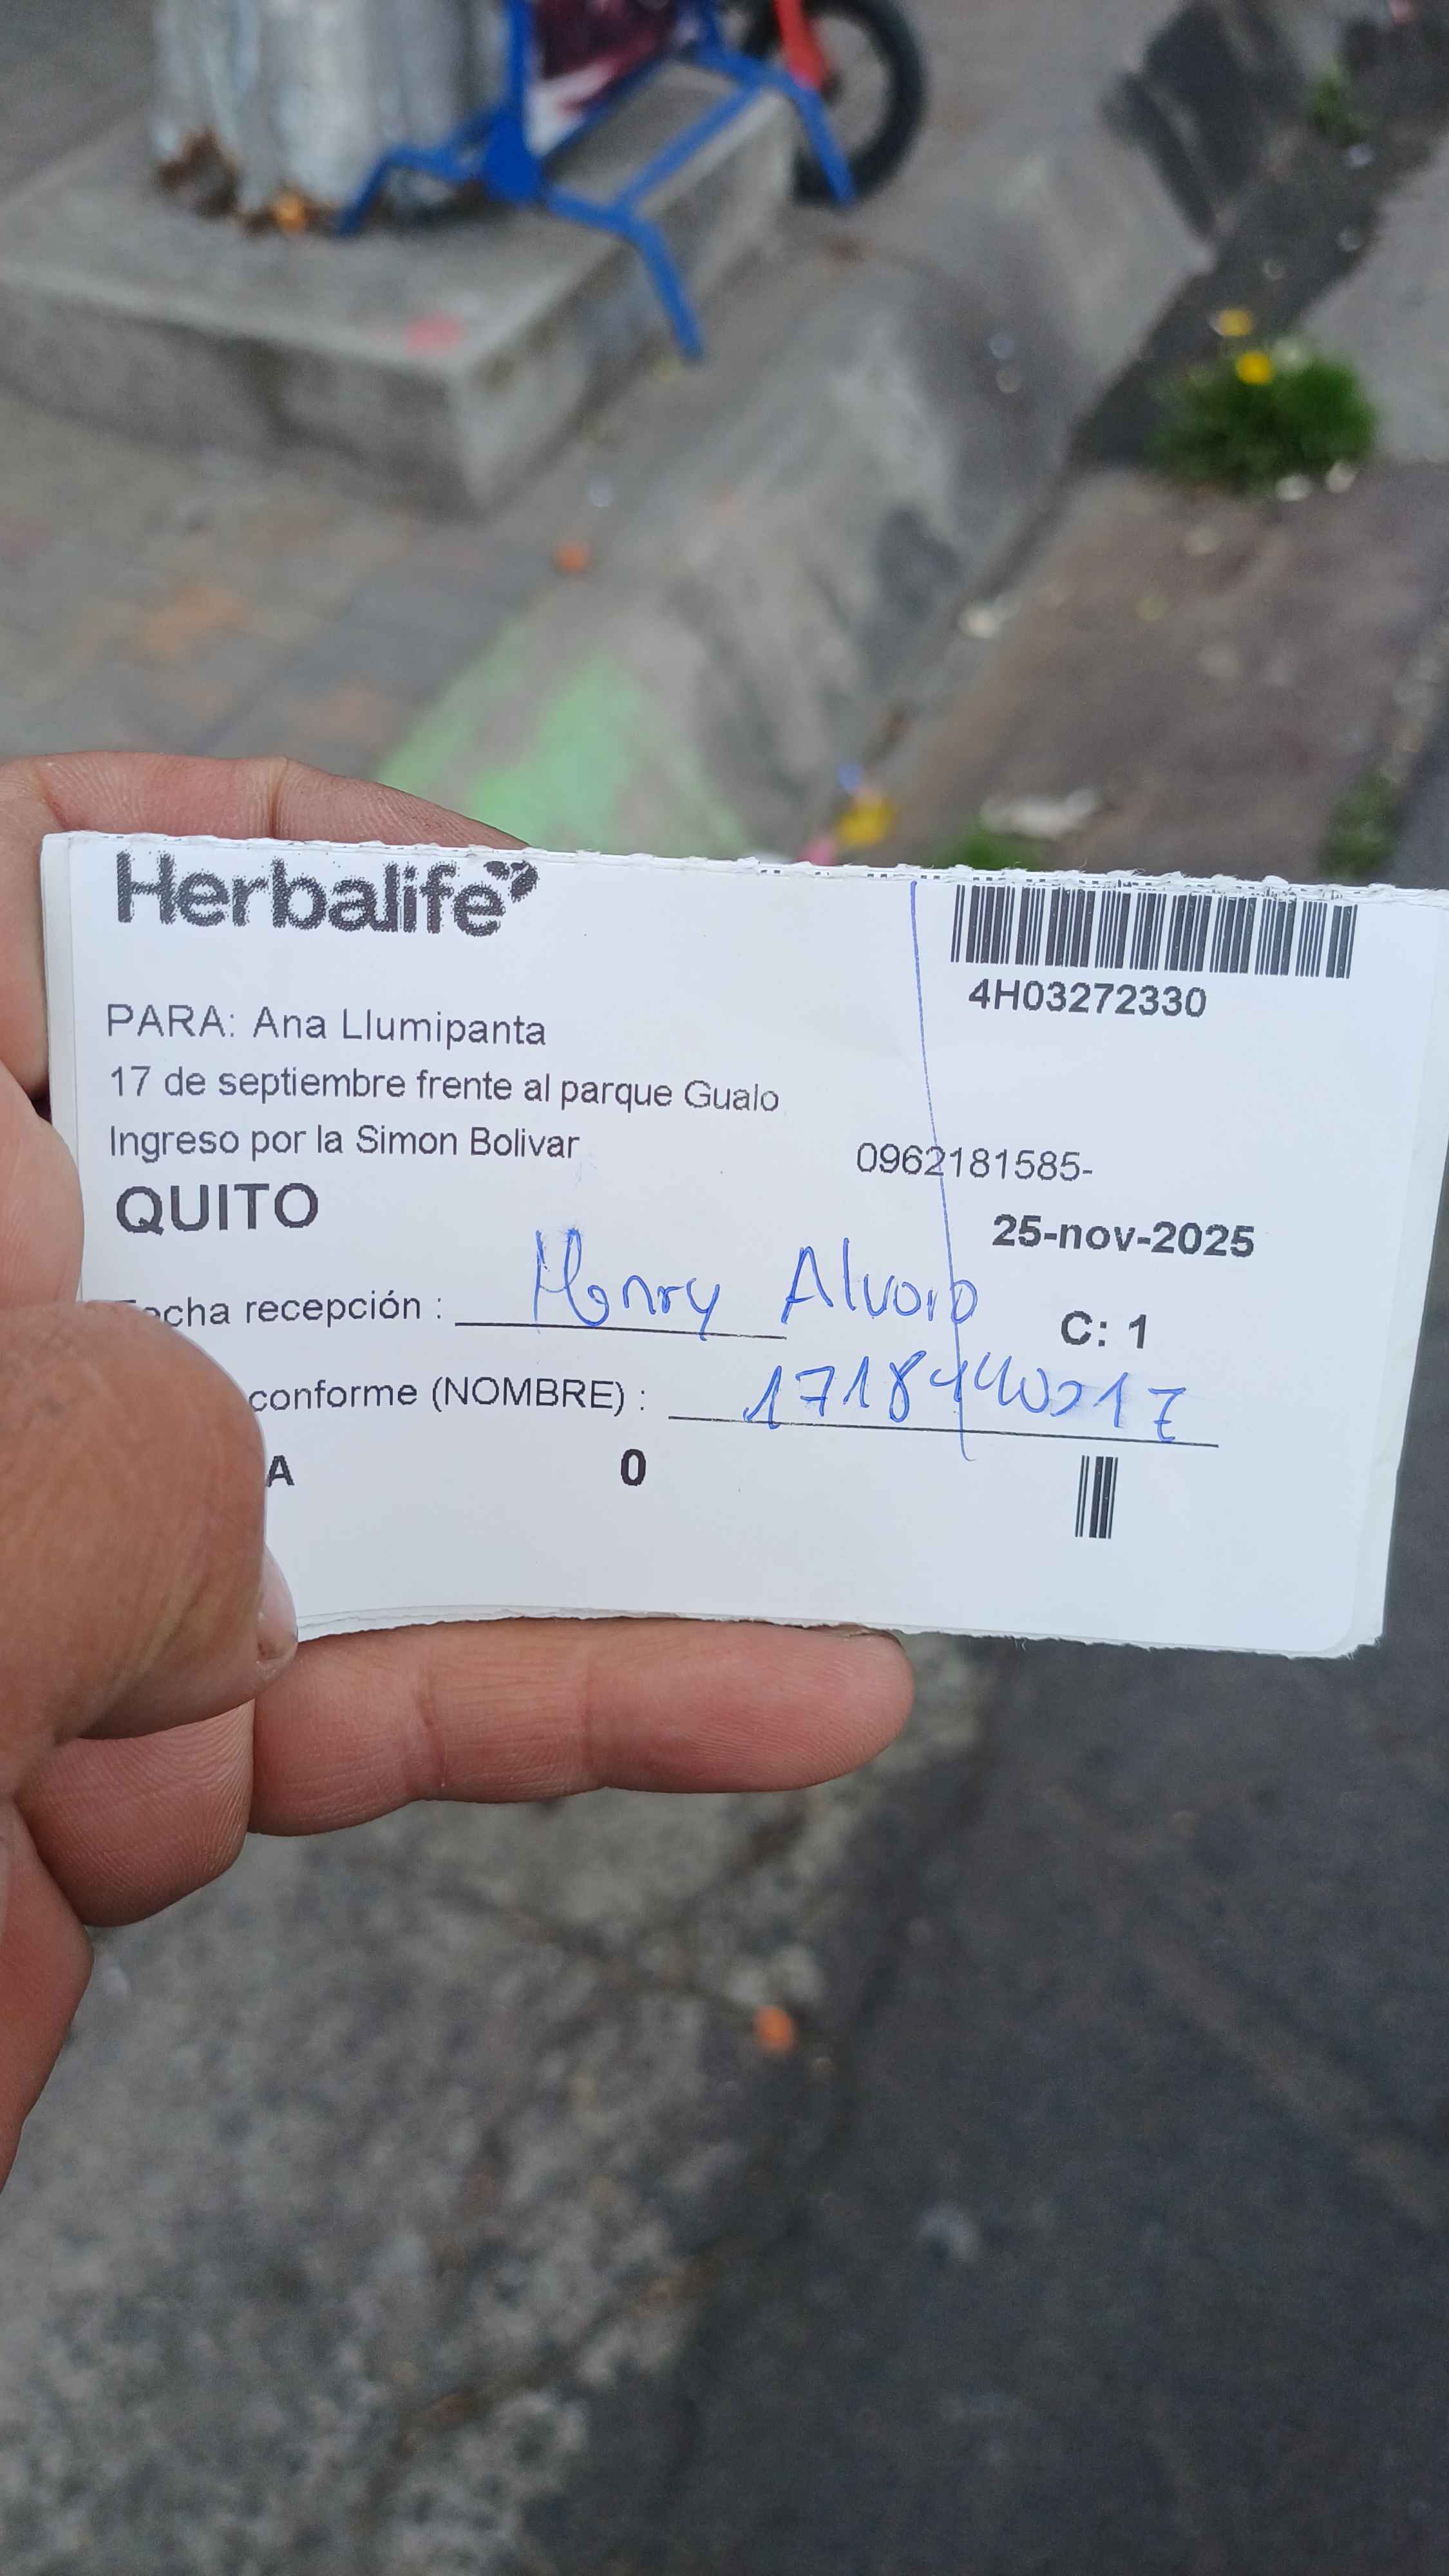 Herbalife
4H03272330
PARA: Ana Llumipanta
17 de septiembre frente al parque Gualo
Ingreso por la Simon Bolivar
0962181585-
QUITO
25-nov-2025
echa recepción : Henry Alvaro
C: 1
conforme (NOMBRE) :
A 0